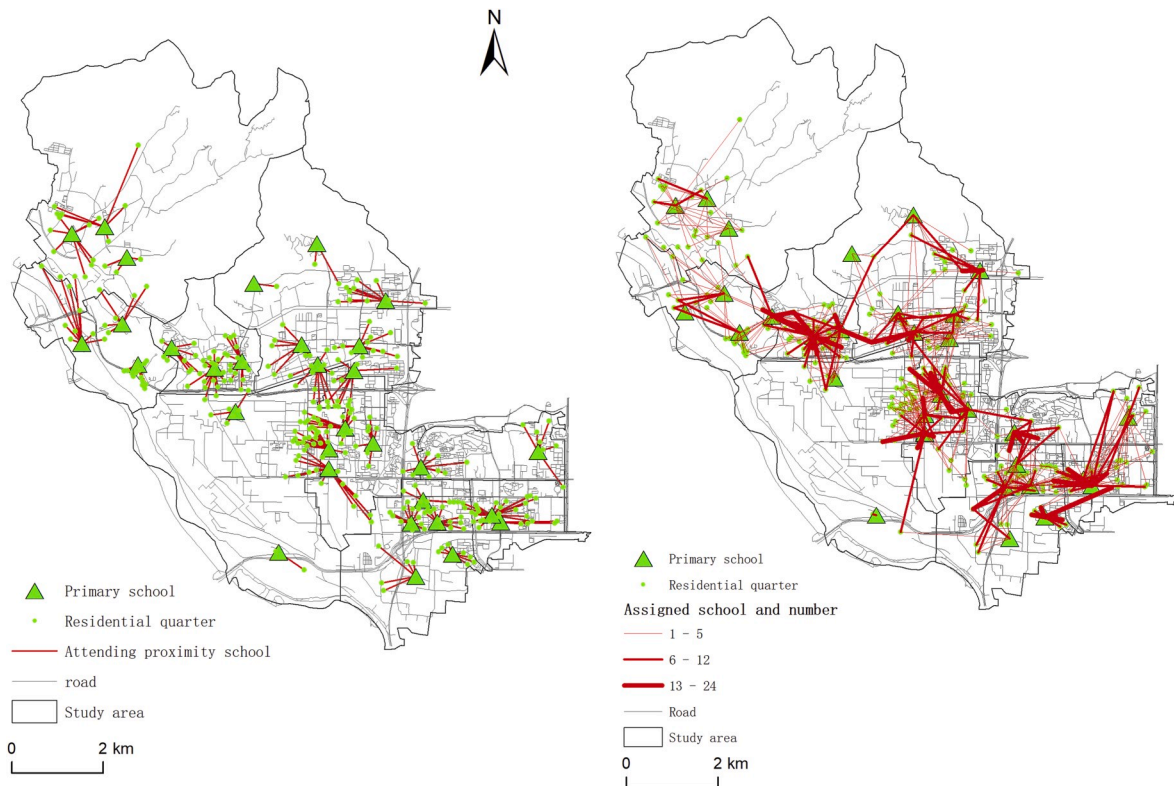 N
Primary school
Residential quarter
Attending proximity school
road
Study area
0 2 km
Primary school
Residential quarter
Assigned school and number
1 - 5
6 - 12
13 - 24
Road
Study area
0 2 km